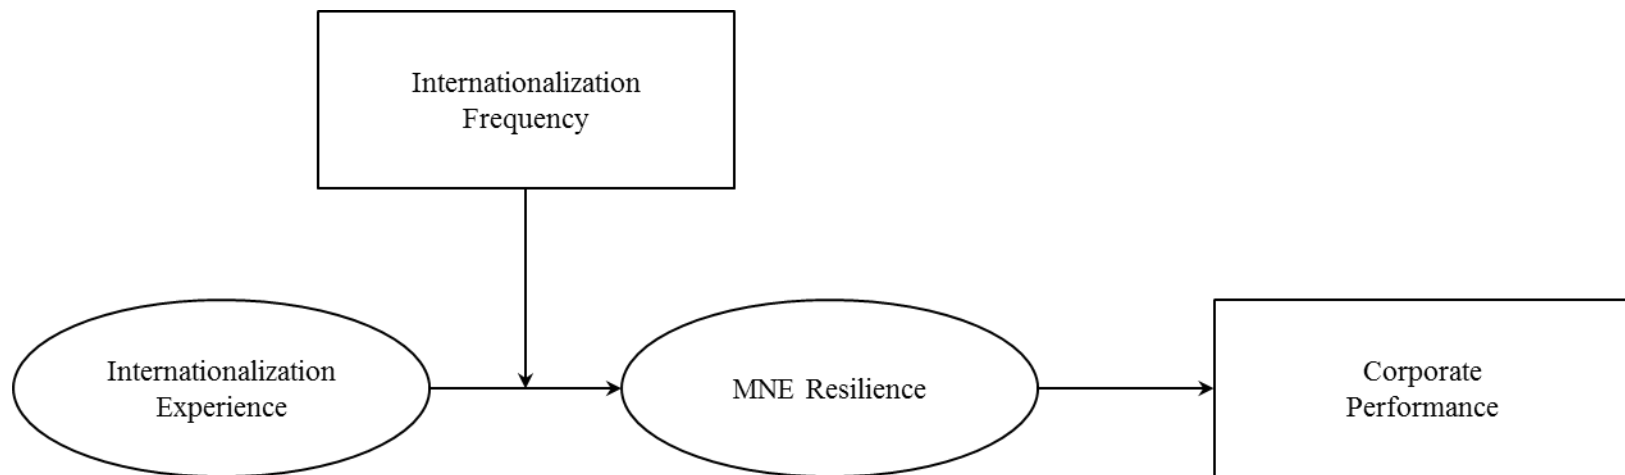 Internationalization
Frequency
Internationalization
Experience
MNE Resilience
Corporate
Performance